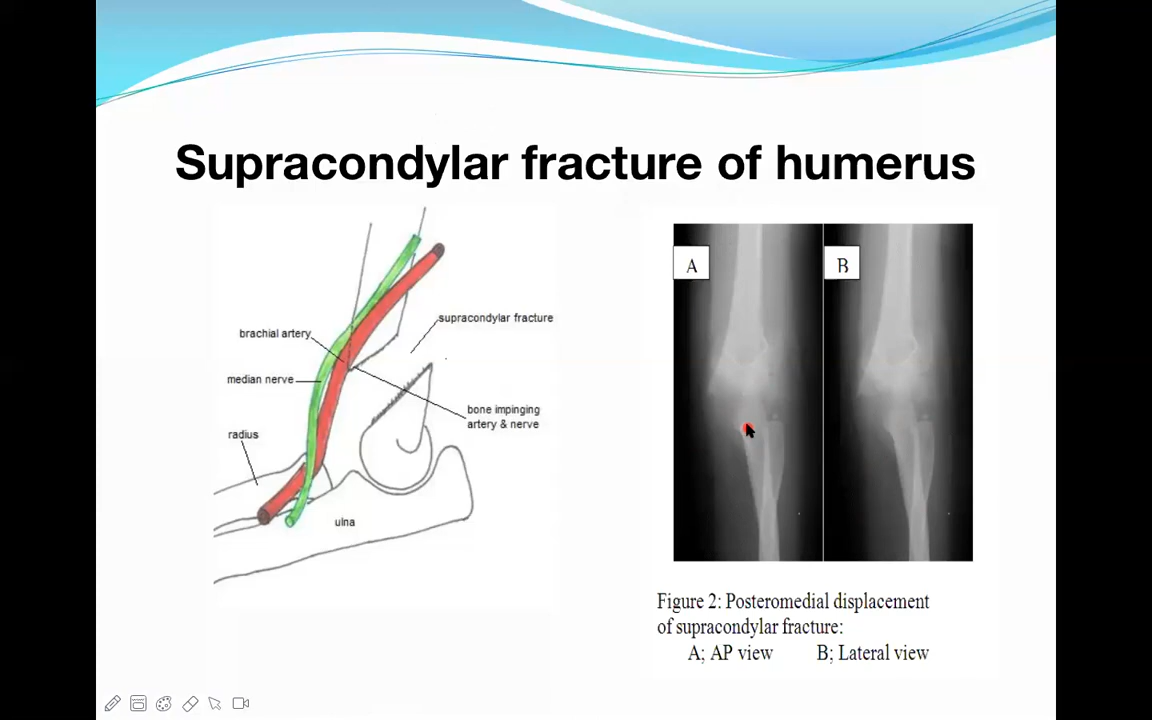 Supracondylar fracture of humerus
supracondylar fracture
brachial artery
median nerve
bone impinging
artery & nerve
radius
ulna
A
B
Figure 2: Posteromedial displacement
of supracondylar fracture:
A; AP view B; Lateral view